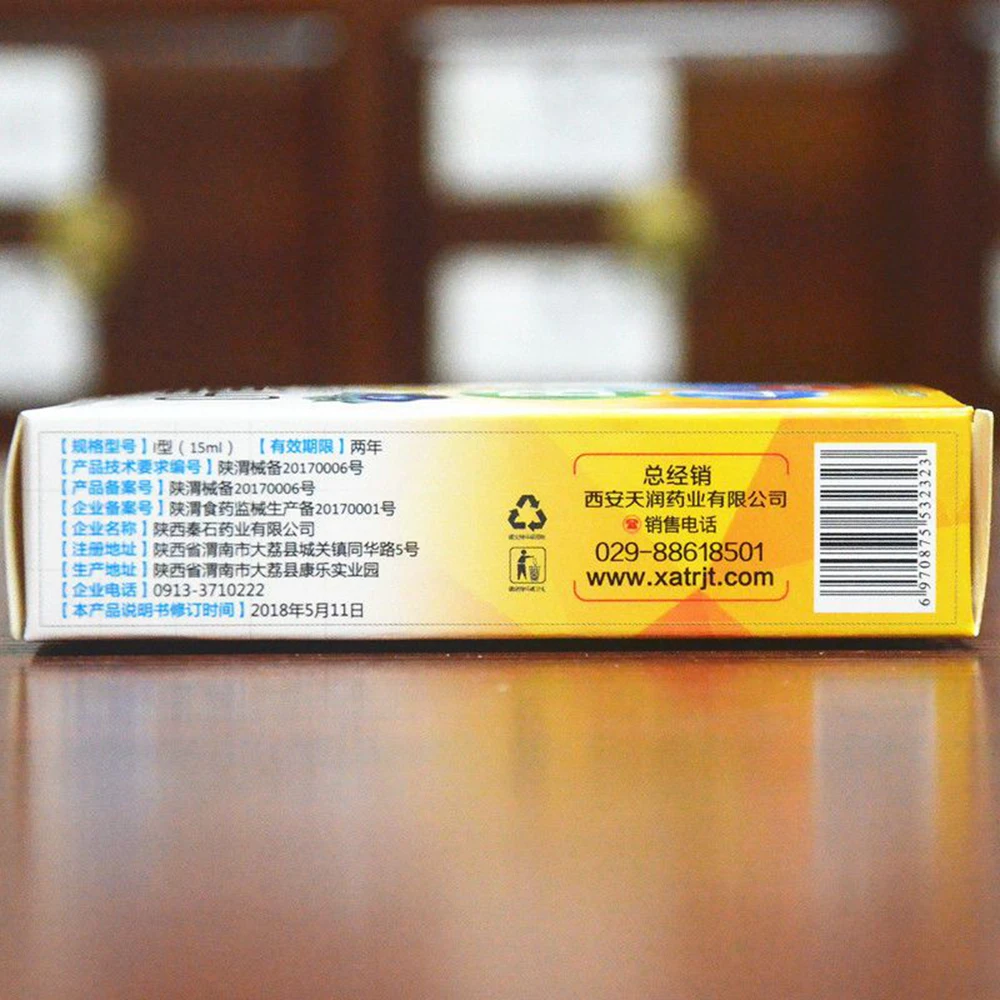 【规格型号】I型（15ml）【有效期限】两年
【产品技术要求编号】陕渭械备20170006号
【产品备案号】陕渭械备20170006号
【企业备案号】陕渭食药监械生产备20170001号
【企业名称】陕西秦石药业有限公司
【注册地址】陕西省渭南市大荔县城关镇同华路5号
【生产地址】陕西省渭南市大荔县康乐实业园
【企业电话】0913-3710222
【本产品说明书修订时间】2018年5月11日
总经销
西安天润药业有限公司
销售电话
029-88618501
www.xatrjt.com
6970875532323